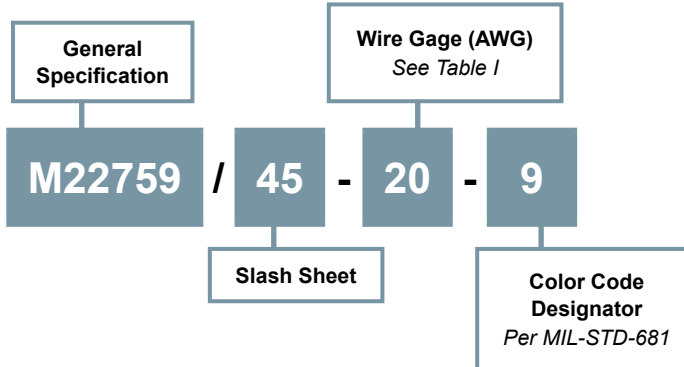 General
Specification
Wire Gage (AWG)
See Table I
M22759 / 45 - 20 - 9
Slash Sheet
Color Code
Designator
Per MIL-STD-681